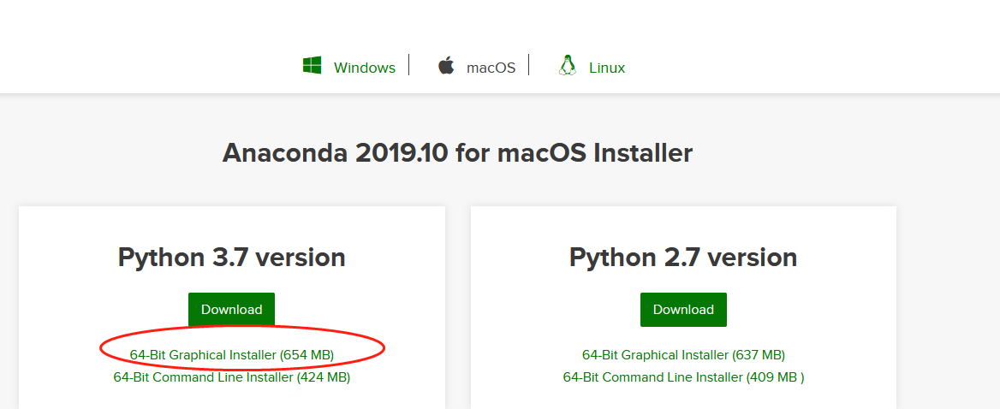 Windows macOS Linux
Anaconda 2019.10 for macOS Installer
Python 3.7 version
Download
64-Bit Graphical Installer (654 MB)
64-Bit Command Line Installer (424 MB)
Python 2.7 version
Download
64-Bit Graphical Installer (637 MB)
64-Bit Command Line Installer (409 MB )